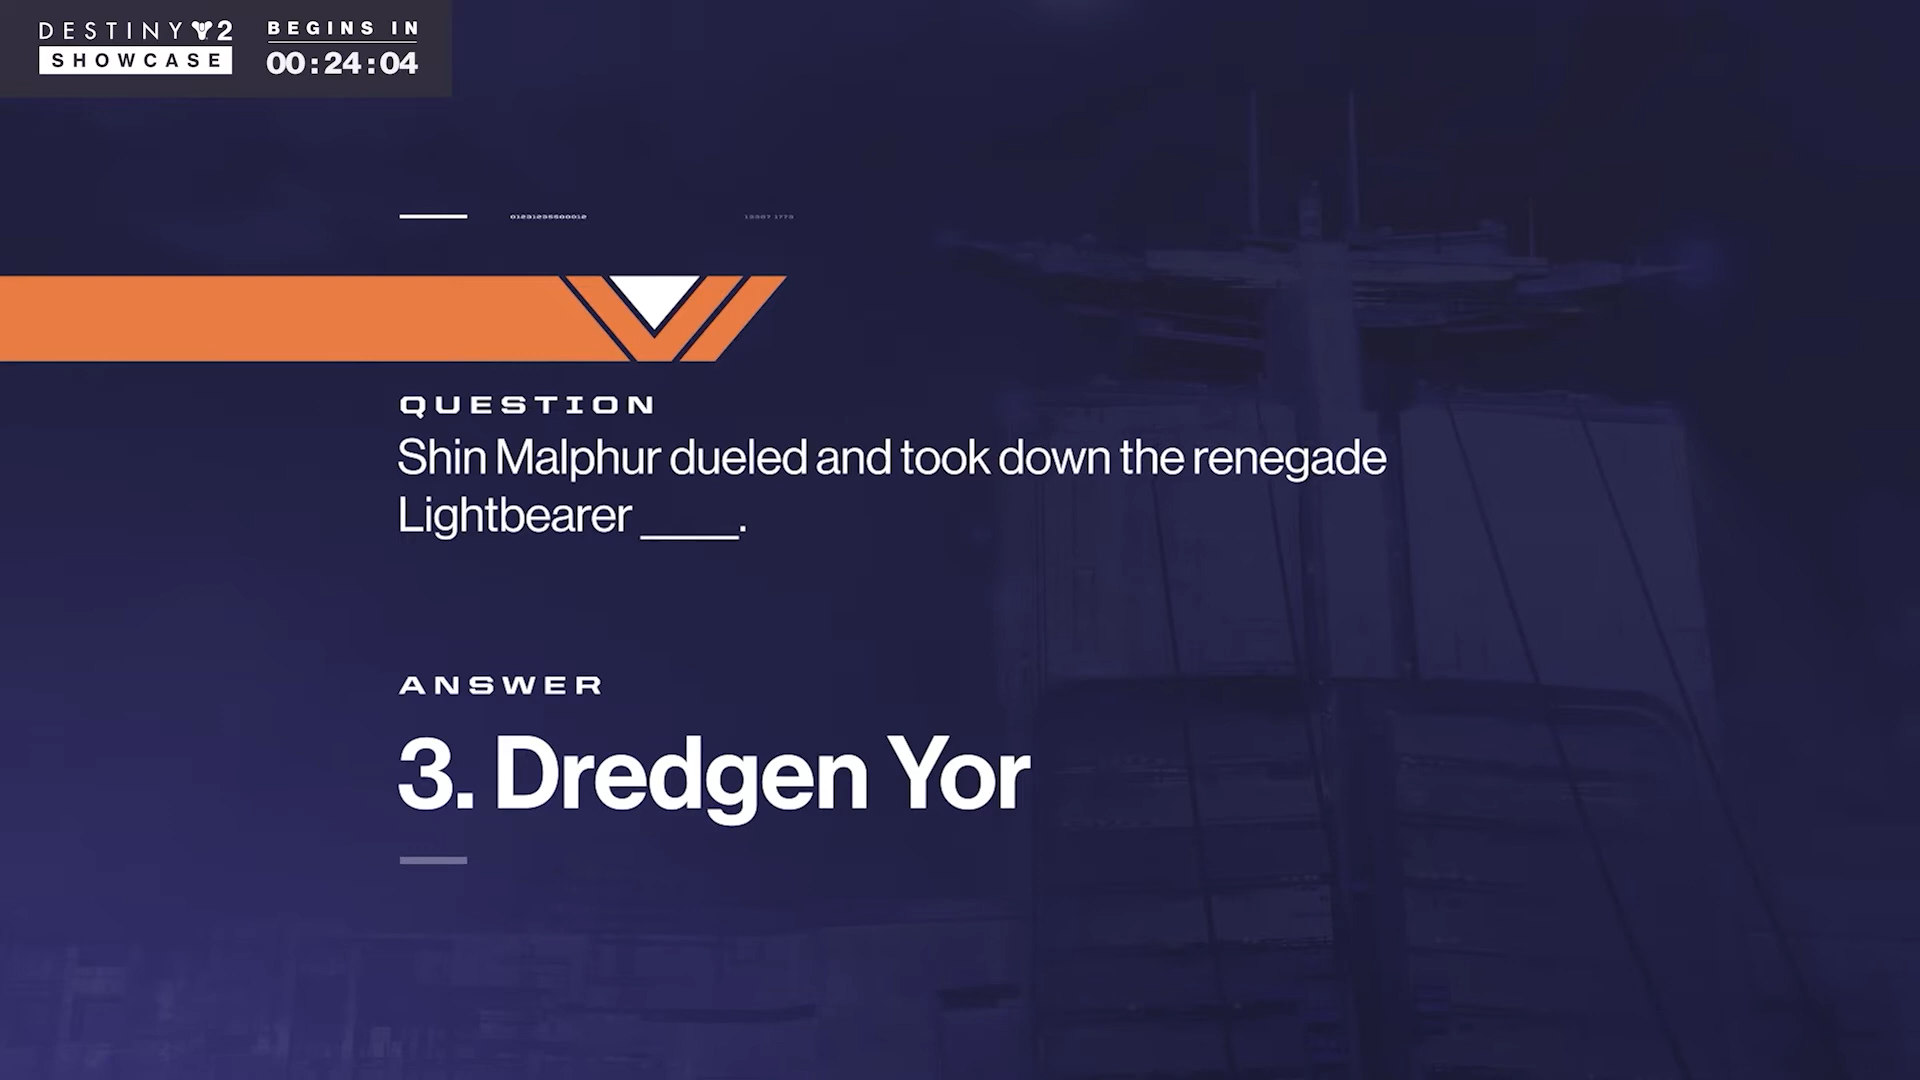 DESTINY 2
SHOWCASE
BEGINS IN
00:24:04
QUESTION
Shin Malphur dueled and took down the renegade
Lightbearer ____.
ANSWER
3. Dredgen Yor